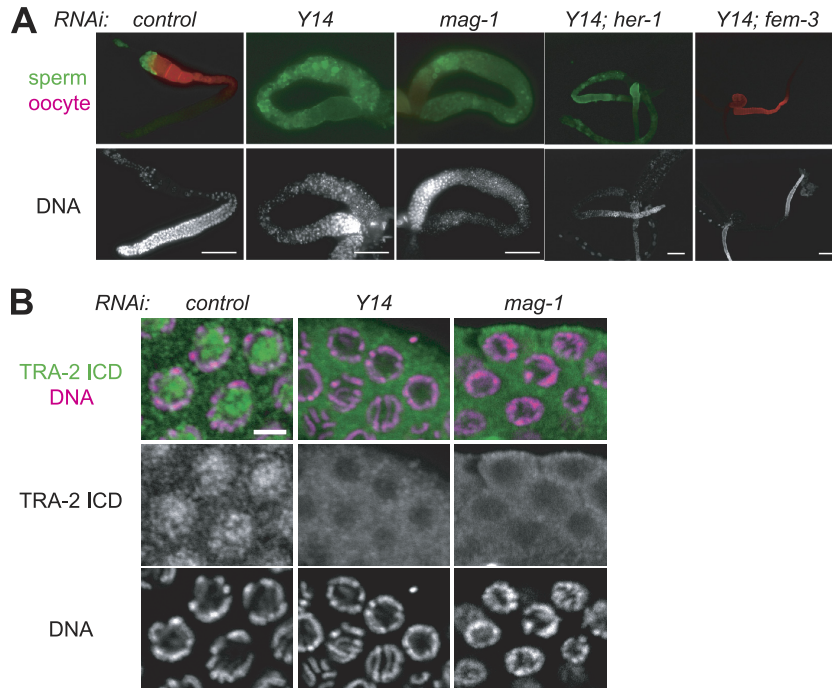 A RNAi: control Y14 mag-1 Y14; her-1 Y14; fem-3
sperm
oocyte
DNA
B RNAi: control Y14 mag-1
TRA-2 ICD
DNA
TRA-2 ICD
DNA